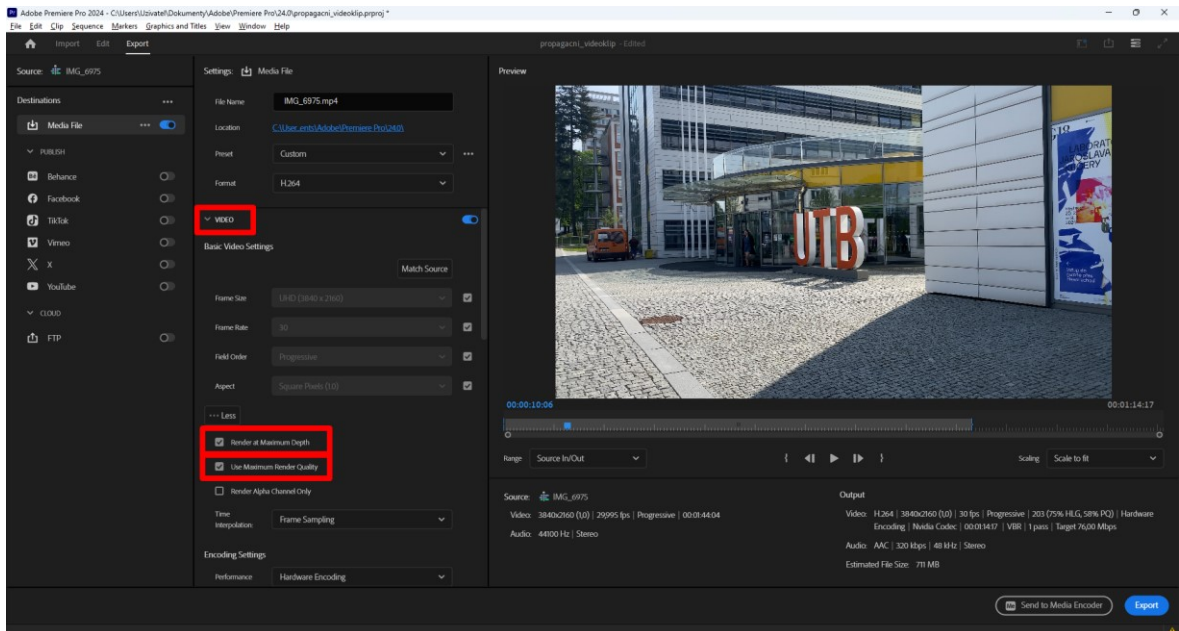 Adobe Premiere Pro 2024 - C:\Users\Uzivatel\Dokumenty\Adobe\Premiere Pro\24.0\propagacni_videoklip.prproj *
File Edit Clip Sequence Markers Graphics and Titles View Window Help
Import Edit Export
propagacni_videoklip - Edited
Source: IMG_6975
Destinations
Media File
PUBLISH
Behance
Facebook
TikTok
Vimeo
X
YouTube
CLOUD
FTP
Settings: Media File
File Name IMG_6975.mp4
Location C:\User..ents\Adobe\Premiere Pro\24.0\
Preset Custom
Format H.264
VIDEO
Basic Video Settings
Match Source
Frame Size UHD (3840 x 2160)
Frame Rate 30
Field Order Progressive
Aspect Square Pixels (1.0)
Less
Render at Maximum Depth
Use Maximum Render Quality
Render Alpha Channel Only
Time
Interpolation: Frame Sampling
Encoding Settings
Performance Hardware Encoding
Preview
UTB
00:00:10:06 00:01:14:17
Range: Source In/Out
Scaling: Scale to fit
Source: IMG_6975
Video: 3840x2160 (1,0) | 29,995 fps | Progressive | 00:01:44:04
Audio: 44100 Hz | Stereo
Output
Video: H.264 | 3840x2160 (1,0) | 30 fps | Progressive | 203 (75% HLG, 58% PQ) | Hardware
Encoding | Nvidia Codec | 00:01:14:17 | VBR | 1 pass | Target 76,00 Mbps
Audio: AAC | 320 kbps | 48 kHz | Stereo
Estimated File Size: 711 MB
Send to Media Encoder
Export